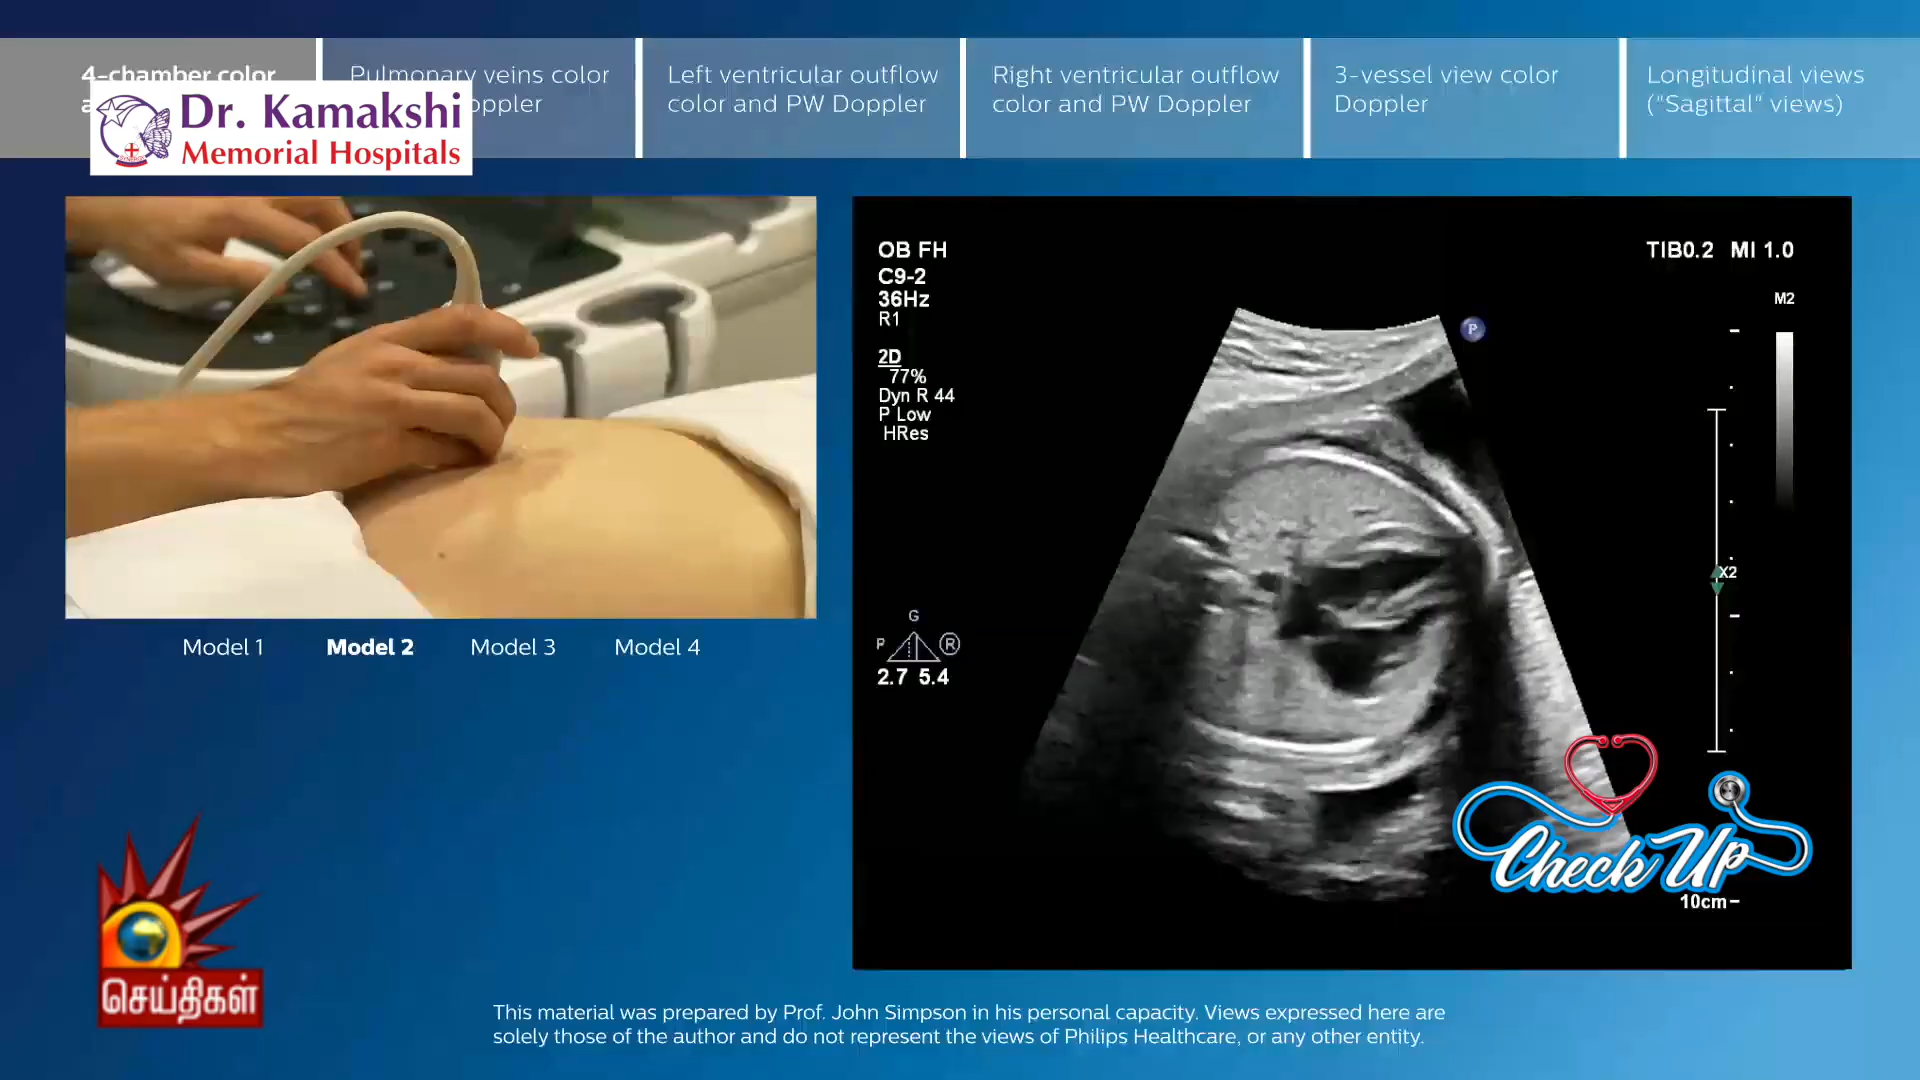 4-chamber color
Pulmonary veins color
oppler
Left ventricular outflow
color and PW Doppler
Right ventricular outflow
color and PW Doppler
3-vessel view color
Doppler
Longitudinal views
("Sagittal" views)
Dr. Kamakshi
Memorial Hospitals
Model 1
Model 2
Model 3
Model 4
OB FH
C9-2
36Hz
R1
2D
77%
Dyn R 44
P Low
HRes
G
P R
2.7 5.4
TIB0.2 MI 1.0
M2
P
X2
10cm
Check Up
செய்திகள்
This material was prepared by Prof. John Simpson in his personal capacity. Views expressed here are
solely those of the author and do not represent the views of Philips Healthcare, or any other entity.